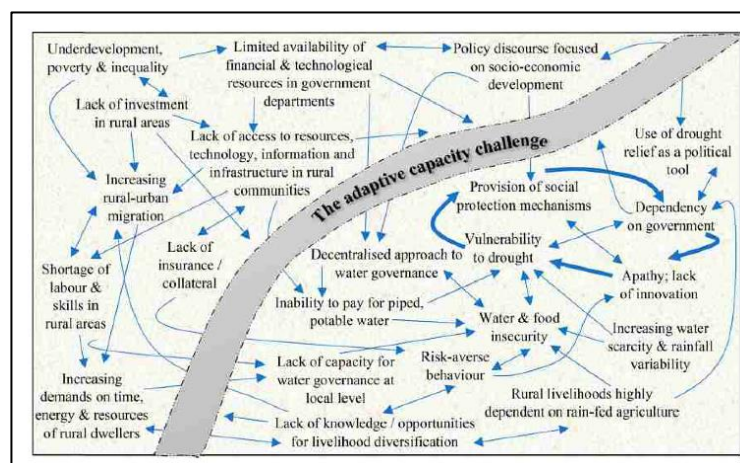 Underdevelopment,
poverty & inequality
Limited availability of
financial & technological
resources in government
departments
Policy discourse focused
on socio-economic
development
Lack of investment
in rural areas
Lack of access to resources,
technology, information and
infrastructure in rural
communities
Use of drought
relief as a political
tool
The adaptive capacity challenge
Increasing
rural-urban
migration
Provision of social
protection mechanisms
Dependency
on government
Lack of
insurance /
collateral
Decentralised approach to
water governance
Vulnerability
to drought
Apathy; lack
of innovation
Shortage of
labour &
skills in
rural areas
Inability to pay for piped,
potable water
Water & food
insecurity
Increasing water
scarcity & rainfall
variability
Lack of capacity for
water governance at
local level
Risk-averse
behaviour
Increasing
demands on time,
energy & resources
of rural dwellers
Rural livelihoods highly
dependent on rain-fed agriculture
Lack of knowledge / opportunities
for livelihood diversification